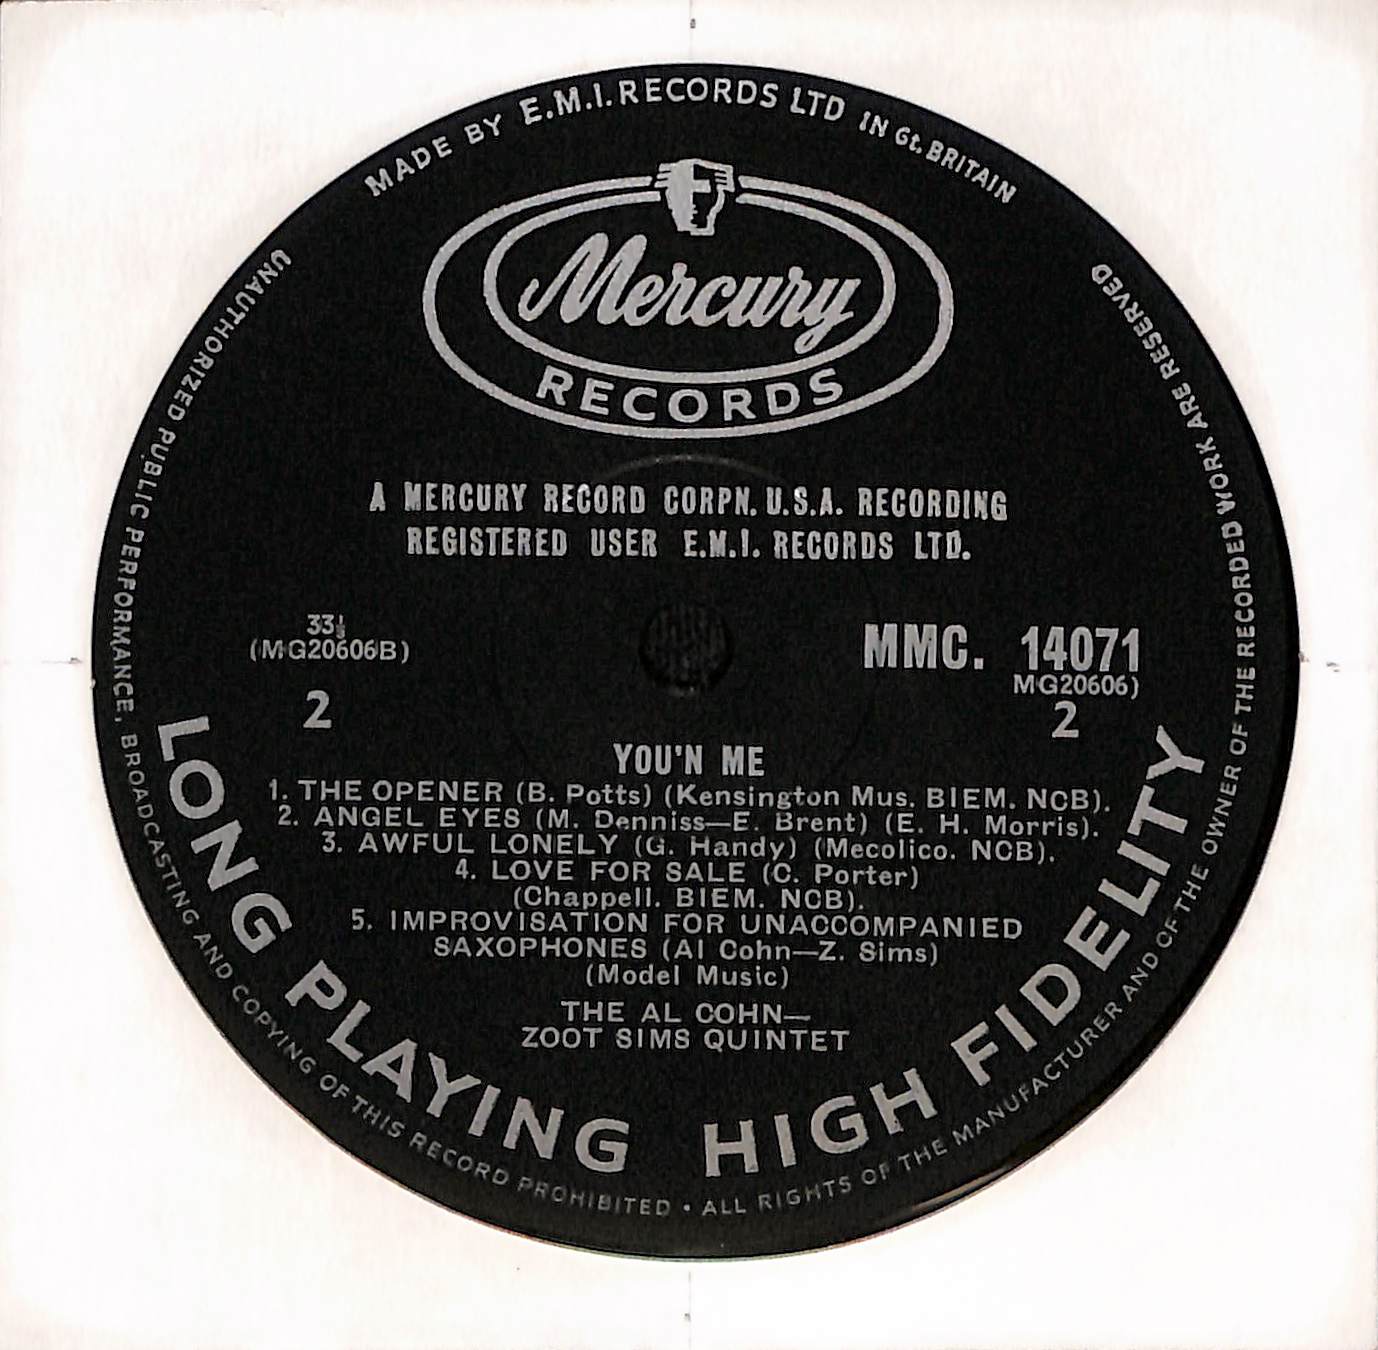 MADE BY E.M.I. RECORDS LTD IN Gt. BRITAIN
Mercury
RECORDS
A MERCURY RECORD CORPN. U.S.A. RECORDING
REGISTERED USER E.M.I. RECORDS LTD.
33⅓
(MG20606B)
2
MMC. 14071
MG20606)
2
YOU'N ME
1. THE OPENER (B. Potts) (Kensington Mus. BIEM. NCB).
2. ANGEL EYES (M. Denniss—E. Brent) (E. H. Morris).
3. AWFUL LONELY (G. Handy) (Mecolico. NCB).
4. LOVE FOR SALE (C. Porter)
(Chappell. BIEM. NCB).
5. IMPROVISATION FOR UNACCOMPANIED
SAXOPHONES (Al Cohn—Z. Sims)
(Model Music)
THE AL COHN—
ZOOT SIMS QUINTET
LONG PLAYING HIGH FIDELITY
UNAUTHORIZED PUBLIC PERFORMANCE, BROADCASTING AND COPYING OF THIS RECORD PROHIBITED • ALL RIGHTS OF THE MANUFACTURER AND OF THE OWNER OF THE RECORDED WORK ARE RESERVED